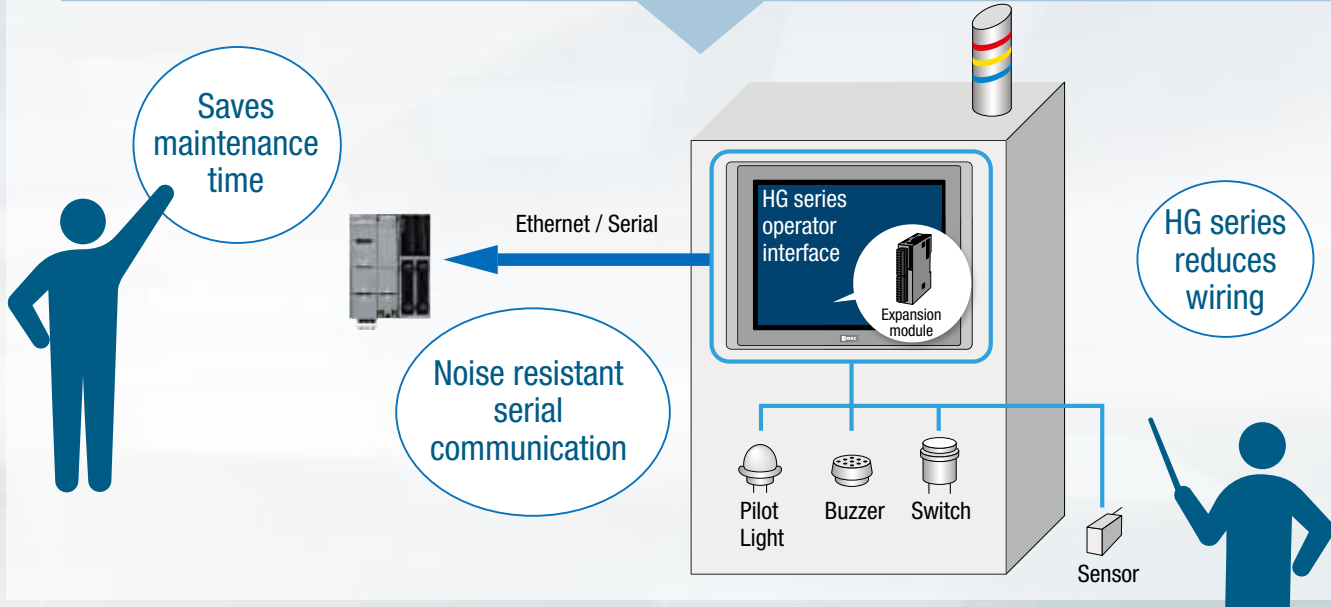 Saves
maintenance
time
Ethernet / Serial
Noise resistant
serial
communication
HG series
operator
interface
Expansion
module
IDEC
HG series
reduces
wiring
Pilot
Light
Buzzer
Switch
Sensor